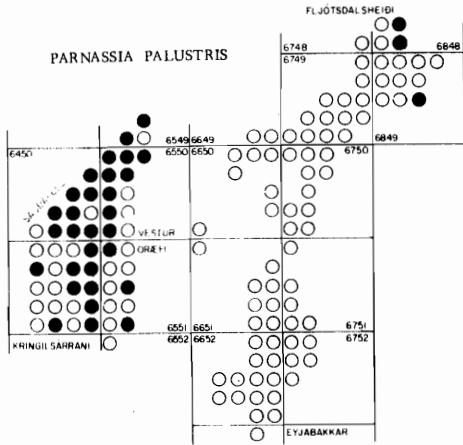 FLJÓTSDALSHEIÐI
PARNASSIA PALUSTRIS
6748 6848
6749
6849
6450 6549 6649
6550 6650 6750
VESTUR
ÖRÆFI
6551 6651 6751
6552 6652 6752
KRINGILSÁRRANI
EYJABAKKAR